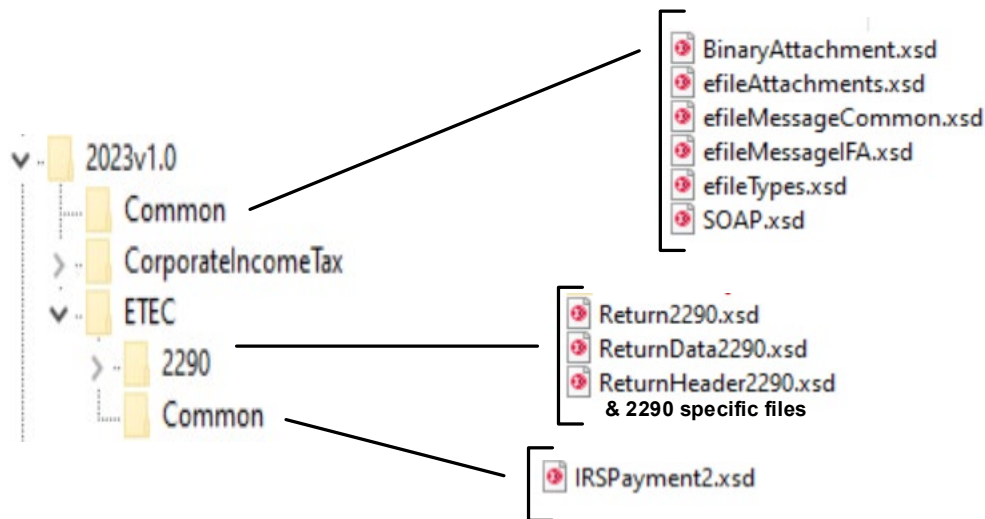 2023v1.0
Common
CorporateIncomeTax
ETEC
2290
Common
BinaryAttachment.xsd
efileAttachments.xsd
efileMessageCommon.xsd
efileMessageIFA.xsd
efileTypes.xsd
SOAP.xsd
Return2290.xsd
ReturnData2290.xsd
ReturnHeader2290.xsd
& 2290 specific files
IRSPayment2.xsd